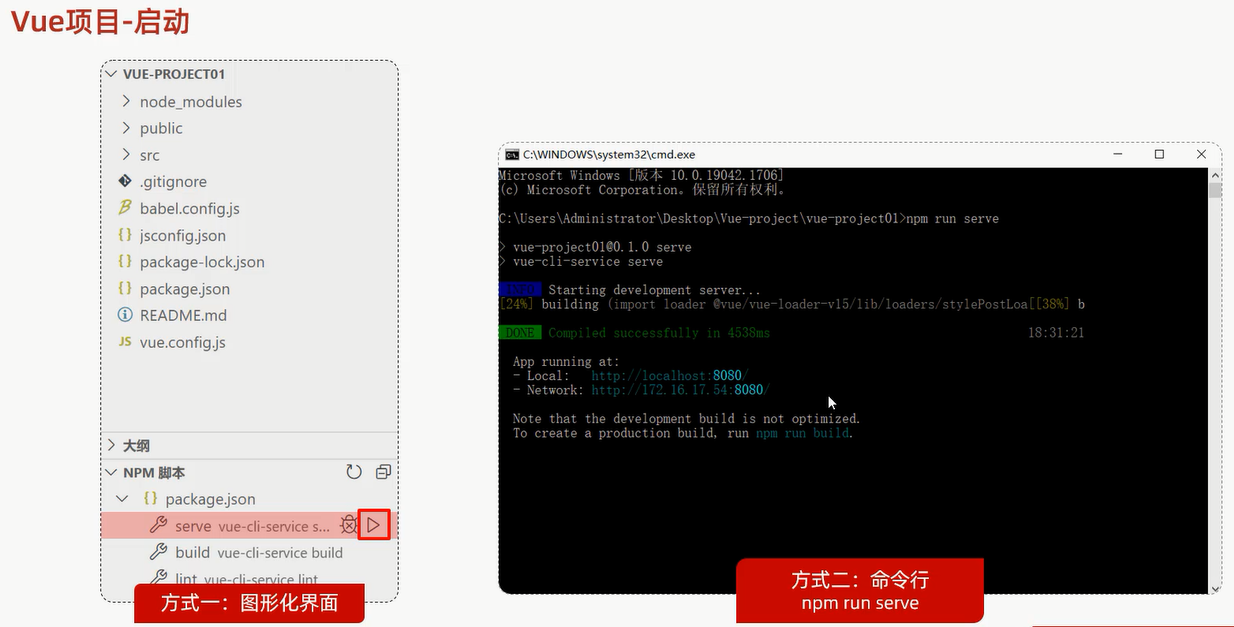 Vue项目-启动
VUE-PROJECT01
node_modules
public
src
.gitignore
babel.config.js
jsconfig.json
package-lock.json
package.json
README.md
JS vue.config.js
大纲
NPM 脚本
package.json
serve vue-cli-service s...
build vue-cli-service build
lint vue-cli-service lint
方式一：图形化界面
C:\WINDOWS\system32\cmd.exe
Microsoft Windows [版本 10.0.19042.1706]
(c) Microsoft Corporation。保留所有权利。
C:\Users\Administrator\Desktop\Vue-project\vue-project01>npm run serve
> vue-project01@0.1.0 serve
> vue-cli-service serve
INFO Starting development server...
[24%] building (import loader @vue/vue-loader-v15/lib/loaders/stylePostLoa[[38%] b
DONE Compiled successfully in 4538ms 18:31:21
App running at:
- Local: http://localhost:8080/
- Network: http://172.16.17.54:8080/
Note that the development build is not optimized.
To create a production build, run npm run build.
方式二：命令行
npm run serve